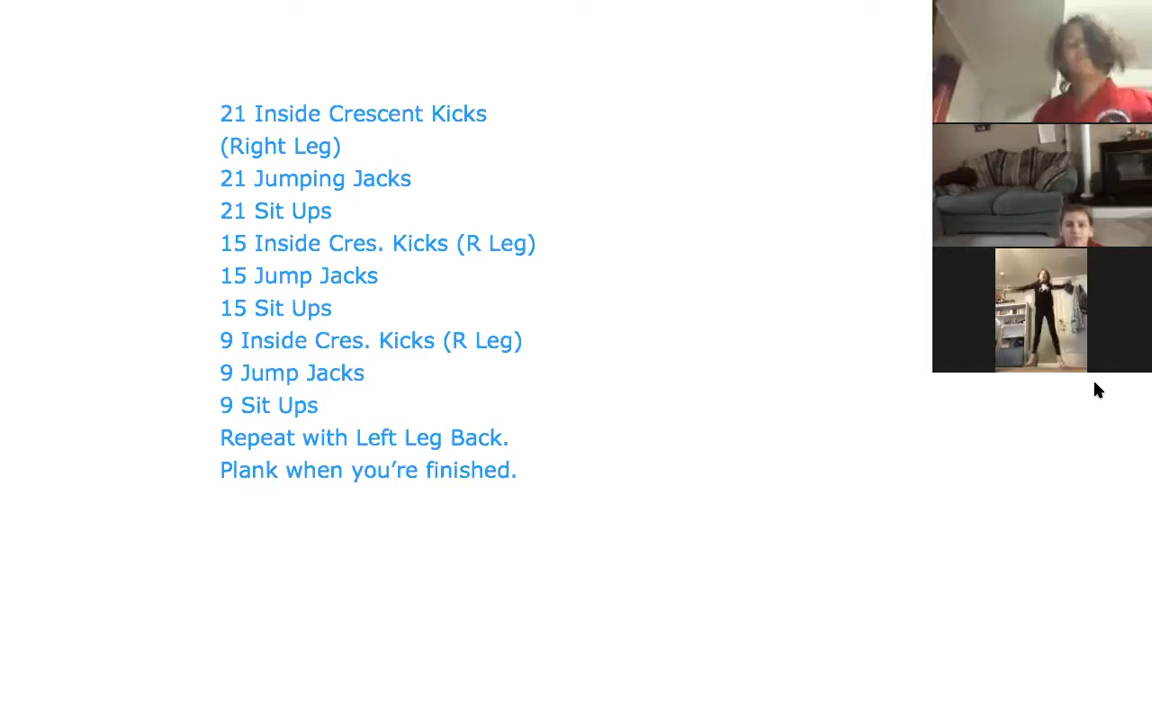 21 Inside Crescent Kicks
(Right Leg)
21 Jumping Jacks
21 Sit Ups
15 Inside Cres. Kicks (R Leg)
15 Jump Jacks
15 Sit Ups
9 Inside Cres. Kicks (R Leg)
9 Jump Jacks
9 Sit Ups
Repeat with Left Leg Back.
Plank when you’re finished.